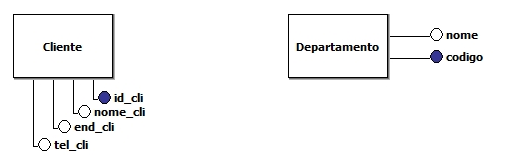 Cliente
id_cli
nome_cli
end_cli
tel_cli
Departamento
nome
codigo